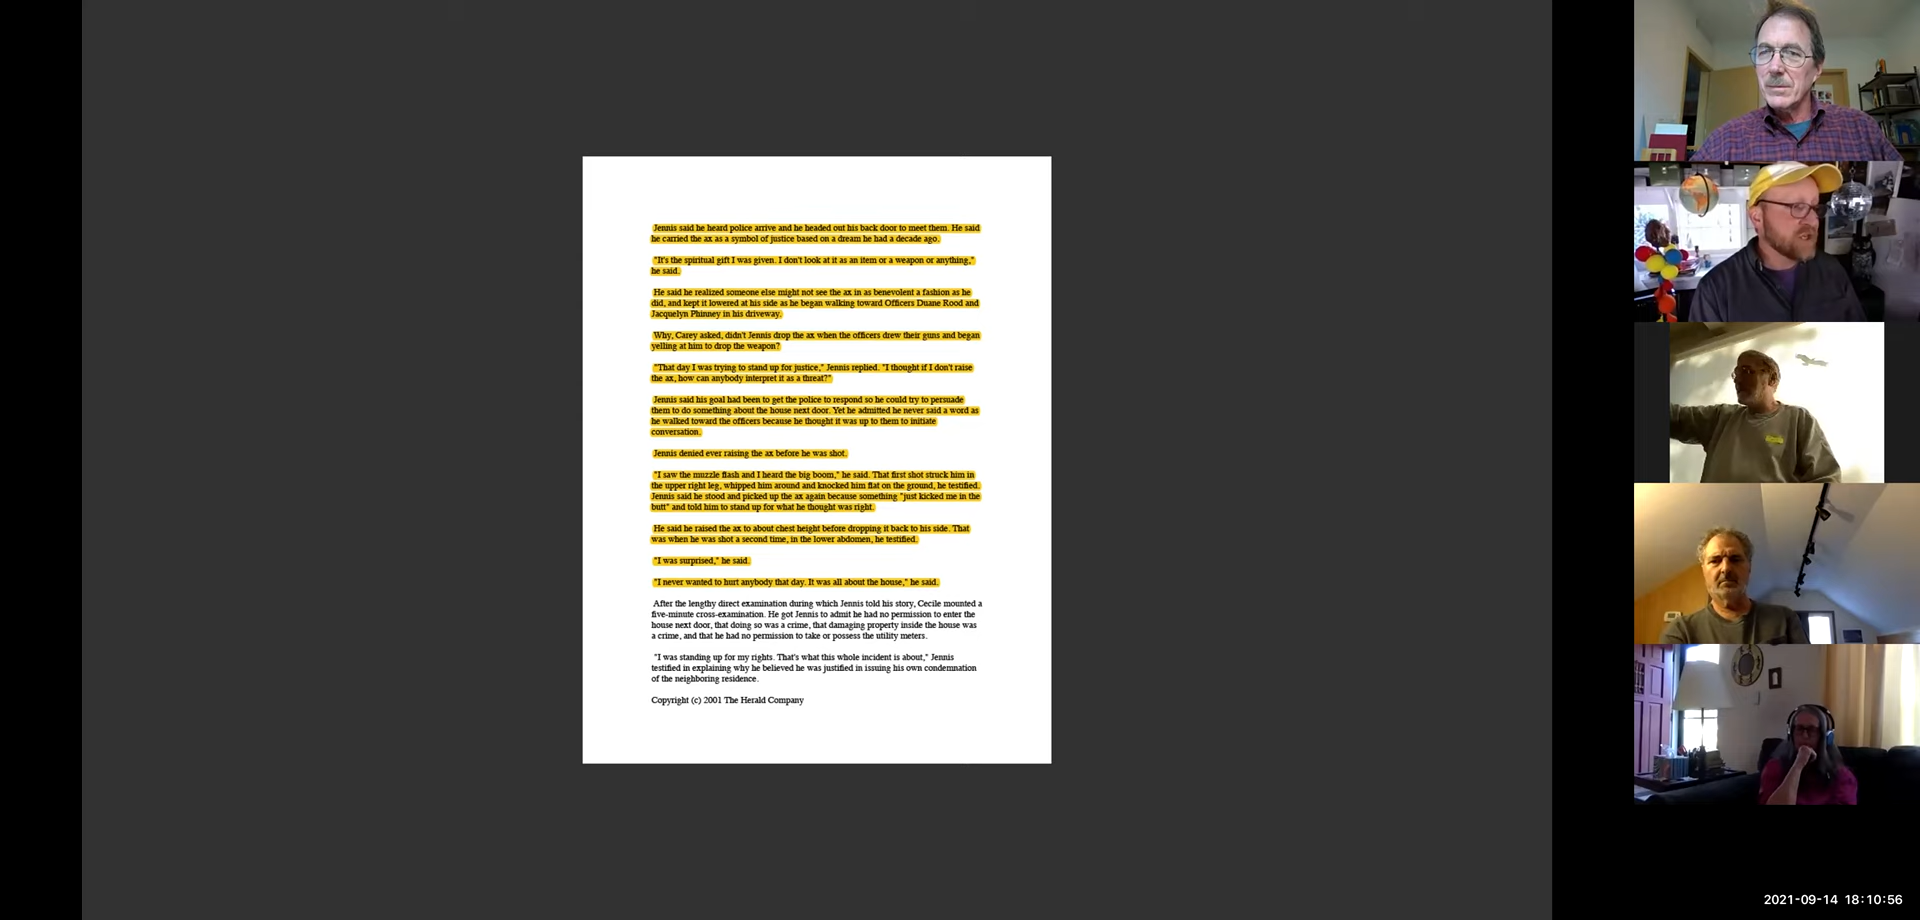 Jennis said he heard police arrive and he headed out his back door to meet them. He said
he carried the ax as a symbol of justice based on a dream he had a decade ago.
"It's the spiritual gift I was given. I don't look at it as an item or a weapon or anything,"
he said.
He said he realized someone else might not see the ax in as benevolent a fashion as he
did, and kept it lowered at his side as he began walking toward Officers Duane Rood and
Jacquelyn Phinney in his driveway.
Why, Carey asked, didn't Jennis drop the ax when the officers drew their guns and began
yelling at him to drop the weapon?
"That day I was trying to stand up for justice," Jennis replied. "I thought if I don't raise
the ax, how can anybody interpret it as a threat?"
Jennis said his goal had been to get the police to respond so he could try to persuade
them to do something about the house next door. Yet he admitted he never said a word as
he walked toward the officers because he thought it was up to them to initiate
conversation.
Jennis denied ever raising the ax before he was shot.
"I saw the muzzle flash and I heard the big boom," he said. That first shot struck him in
the upper right leg, whipped him around and knocked him flat on the ground, he testified.
Jennis said he stood and picked up the ax again because something "just kicked me in the
butt" and told him to stand up for what he thought was right.
He said he raised the ax to about chest height before dropping it back to his side. That
was when he was shot a second time, in the lower abdomen, he testified.
"I was surprised," he said.
"I never wanted to hurt anybody that day. It was all about the house," he said.
After the lengthy direct examination during which Jennis told his story, Cecile mounted a
five-minute cross-examination. He got Jennis to admit he had no permission to enter the
house next door, that doing so was a crime, that damaging property inside the house was
a crime, and that he had no permission to take or possess the utility meters.
"I was standing up for my rights. That's what this whole incident is about," Jennis
testified in explaining why he believed he was justified in issuing his own condemnation
of the neighboring residence.
Copyright (c) 2001 The Herald Company
2021-09-14 18:10:56